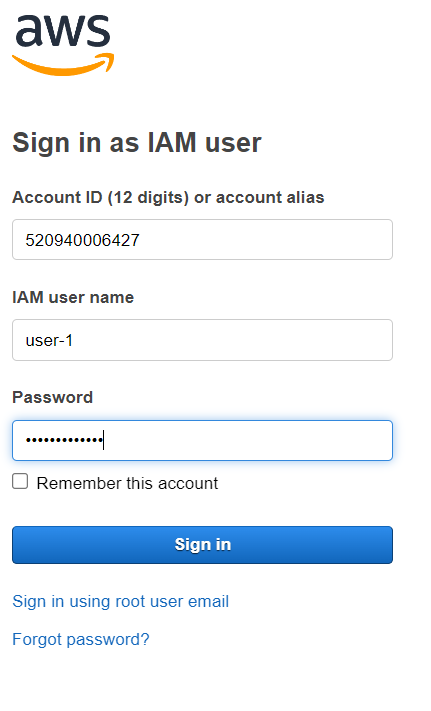 aws
Sign in as IAM user
Account ID (12 digits) or account alias
520940006427
IAM user name
user-1
Password
•••••••••••••
Remember this account
Sign in
Sign in using root user email
Forgot password?